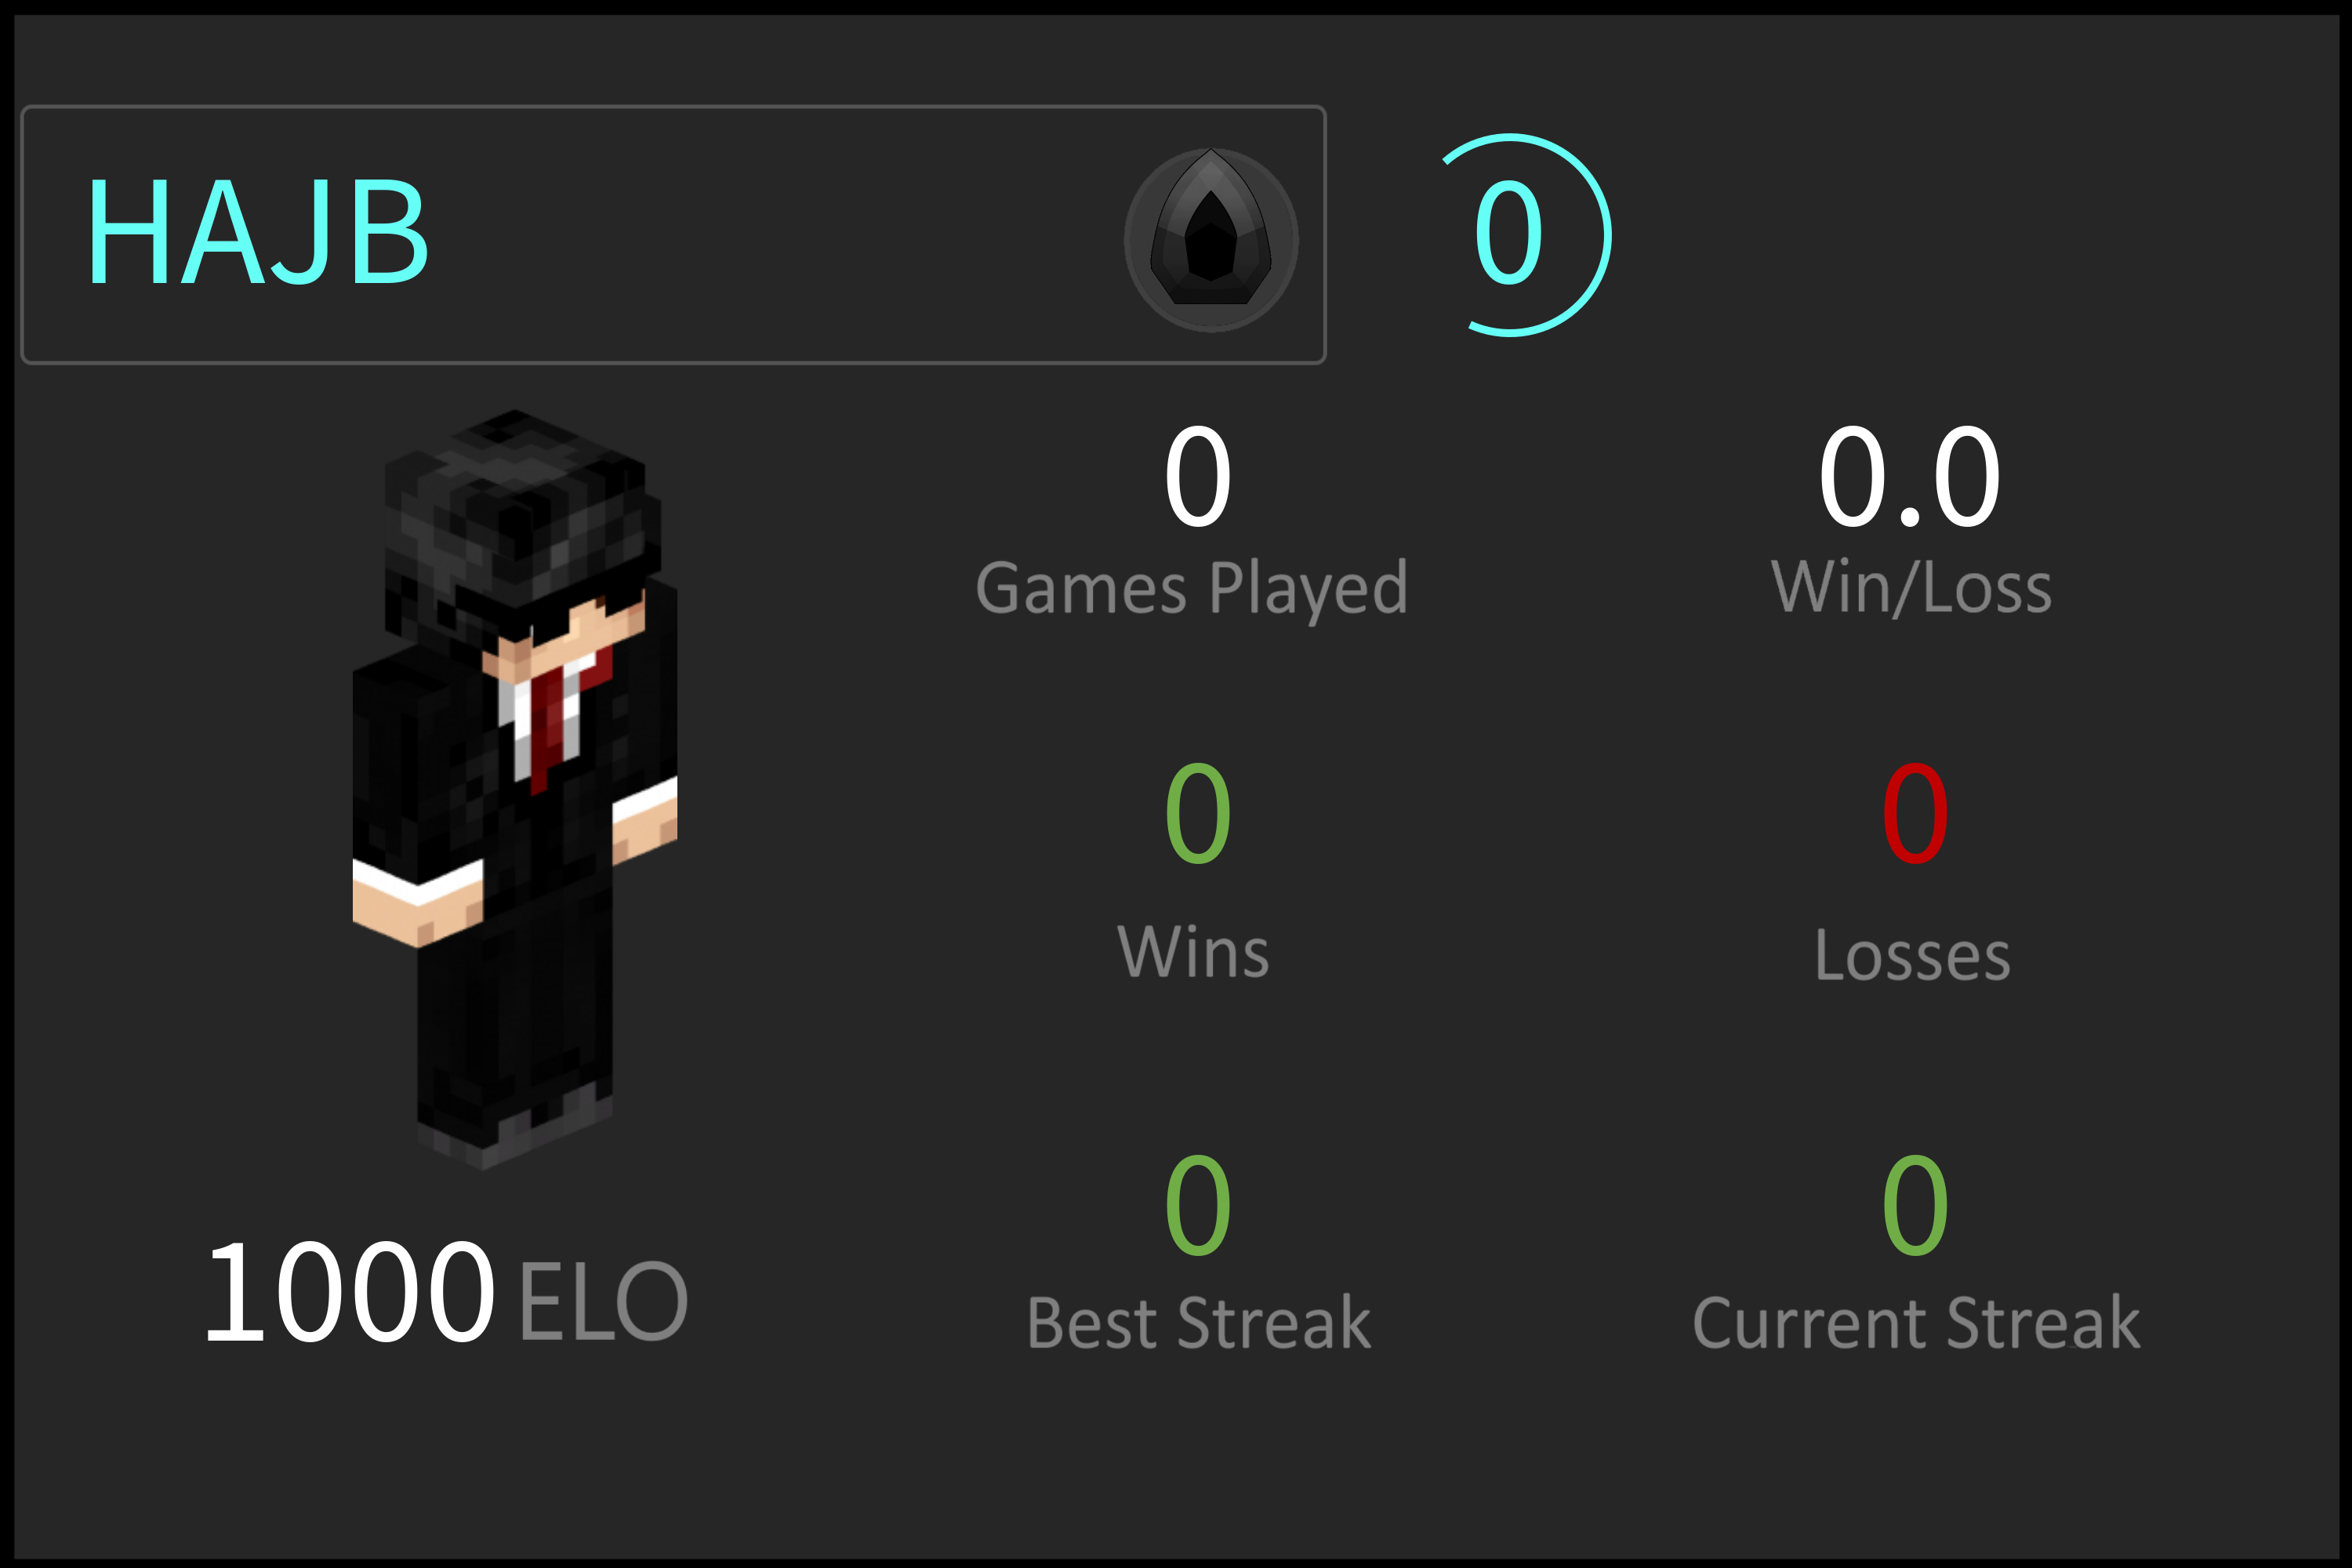 HAJB
0
0
0.0
Games Played
Win/Loss
0
0
Wins
Losses
0
0
1000 ELO
Best Streak
Current Streak